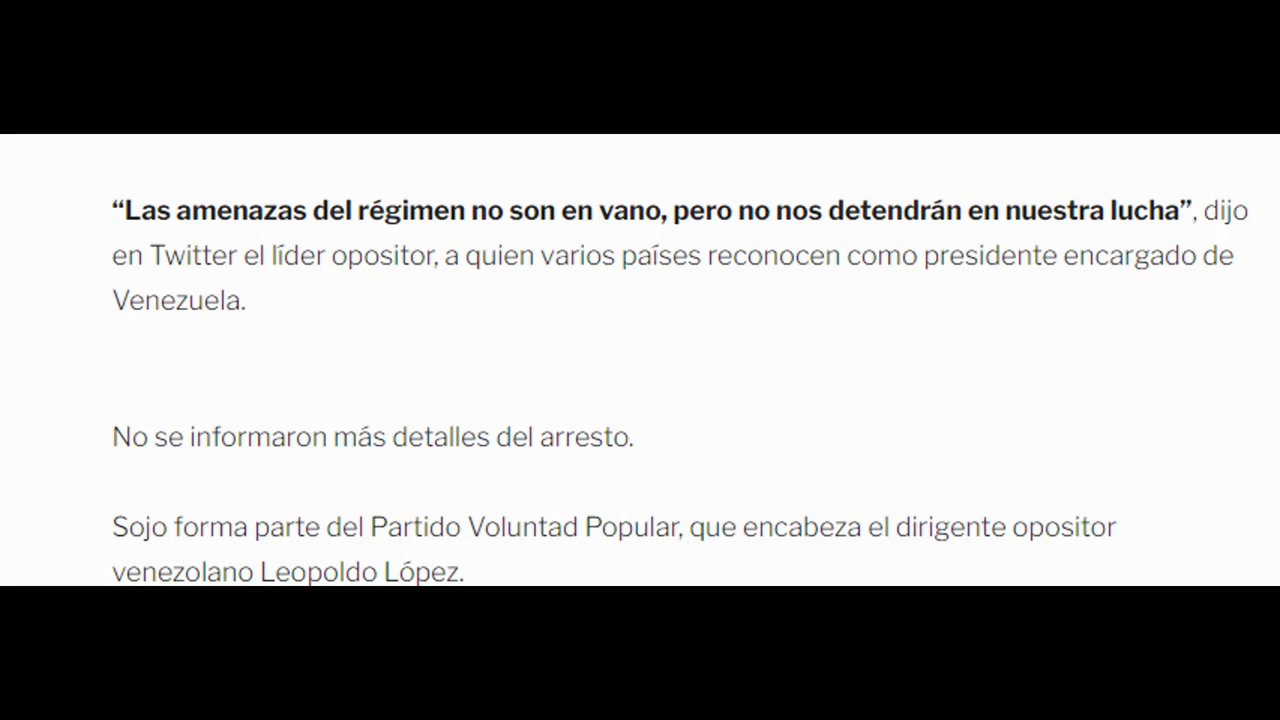 “Las amenazas del régimen no son en vano, pero no nos detendrán en nuestra lucha”, dijo
en Twitter el líder opositor, a quien varios países reconocen como presidente encargado de
Venezuela.
No se informaron más detalles del arresto.
Sojo forma parte del Partido Voluntad Popular, que encabeza el dirigente opositor
venezolano Leopoldo López.